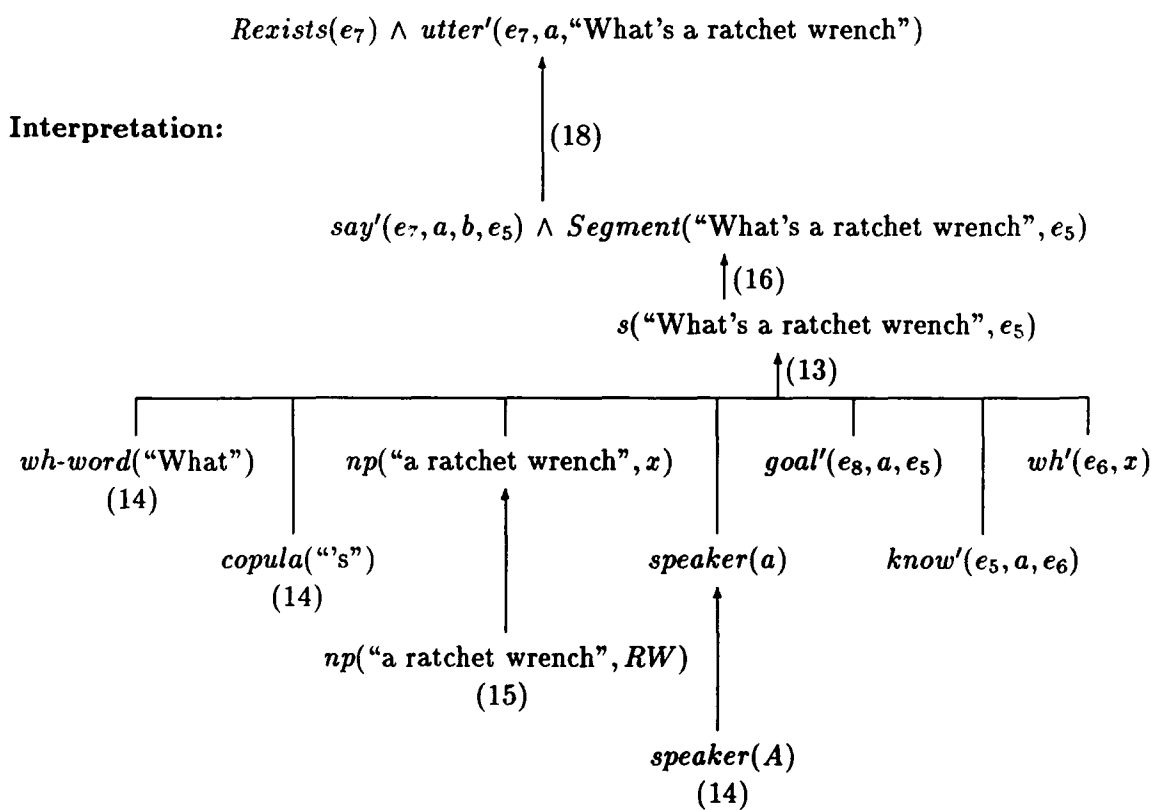 Rexists(e₇) ∧ utter′(e₇, a, “What's a ratchet wrench”)
Interpretation:
(18)
say′(e₇, a, b, e₅) ∧ Segment(“What's a ratchet wrench”, e₅)
(16)
s(“What's a ratchet wrench”, e₅)
(13)
wh-word(“What”) np(“a ratchet wrench”, x) goal′(e₈, a, e₅) wh′(e₆, x)
(14)
copula(“'s”) speaker(a) know′(e₅, a, e₆)
(14)
np(“a ratchet wrench”, RW)
(15)
speaker(A)
(14)